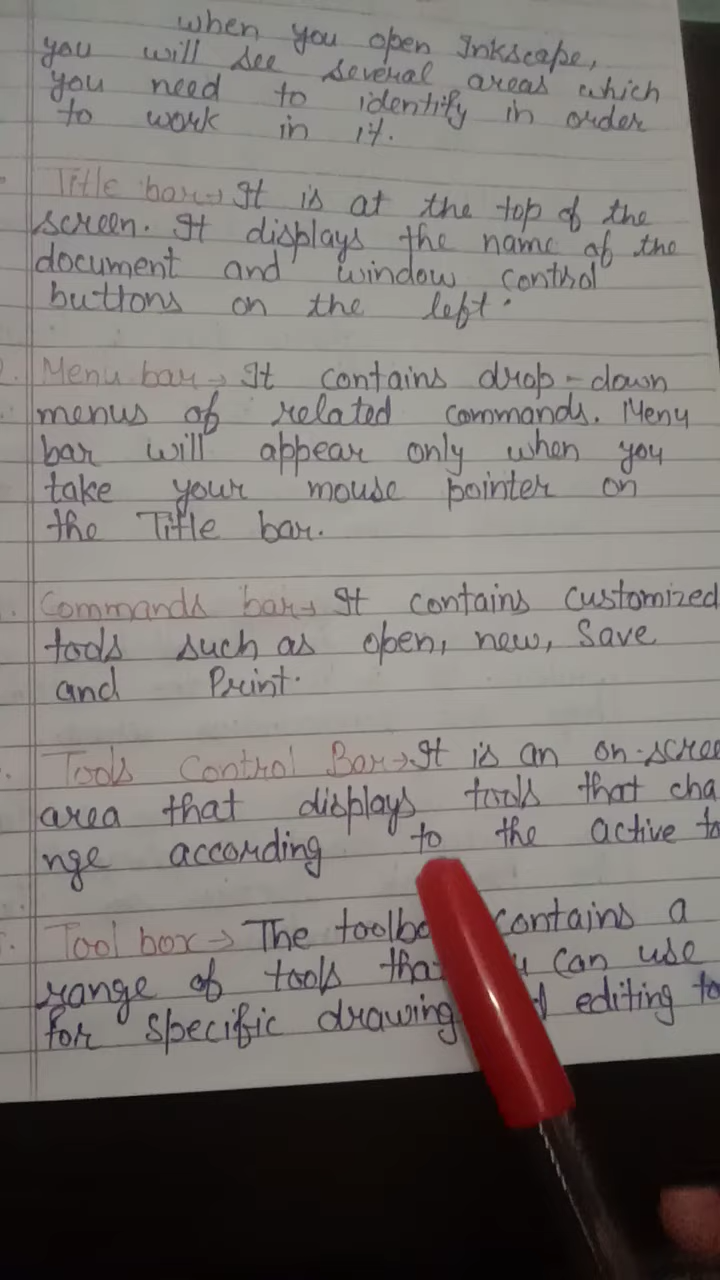 when you open Inkscape,
you will see several areas which
you need to identify in order
to work in it.
Title bar→ It is at the top of the
screen. It displays the name of the
document and window control
buttons on the left.
2. Menu bar→ It contains drop-down
menus of related commands. Menu
bar will appear only when you
take your mouse pointer on
the Title bar.
Commands bar→ It contains customized
tools such as open, new, Save
and Print.
Tools Control Bar→ It is an on-scree
area that displays tools that cha
nge according to the active to
Tool box→ The toolbo contains a
range of tools tha can use
for specific drawing editing ta